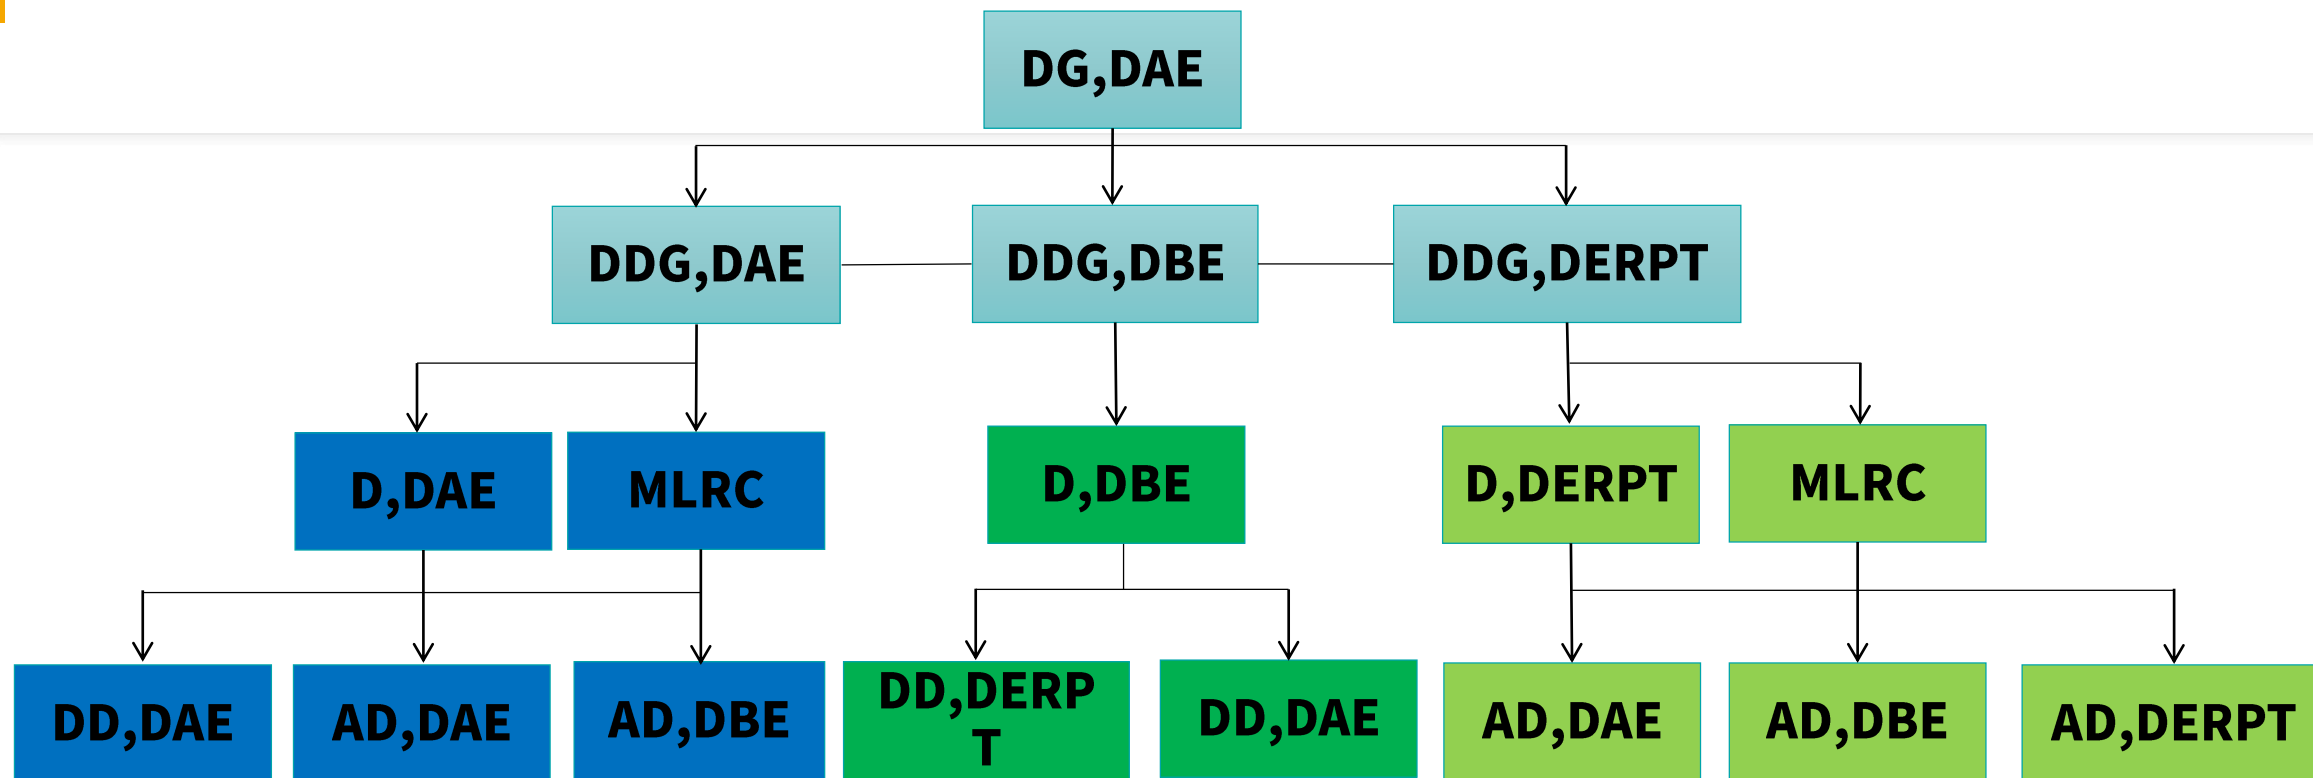 DG,DAE
DDG,DAE
DDG,DBE
DDG,DERPT
D,DAE
MLRC
D,DBE
D,DERPT
MLRC
DD,DAE
AD,DAE
AD,DBE
DD,DERP
T
DD,DAE
AD,DAE
AD,DBE
AD,DERPT